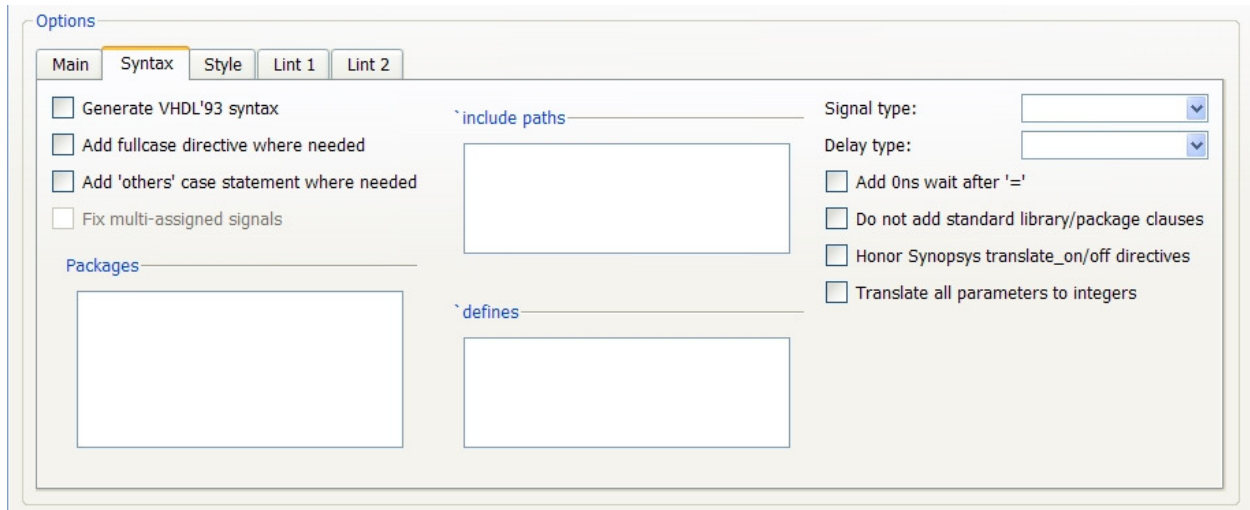 Options
Main Syntax Style Lint 1 Lint 2
Generate VHDL'93 syntax
Add fullcase directive where needed
Add 'others' case statement where needed
Fix multi-assigned signals
Packages
`include paths
`defines
Signal type:
Delay type:
Add 0ns wait after '='
Do not add standard library/package clauses
Honor Synopsys translate_on/off directives
Translate all parameters to integers